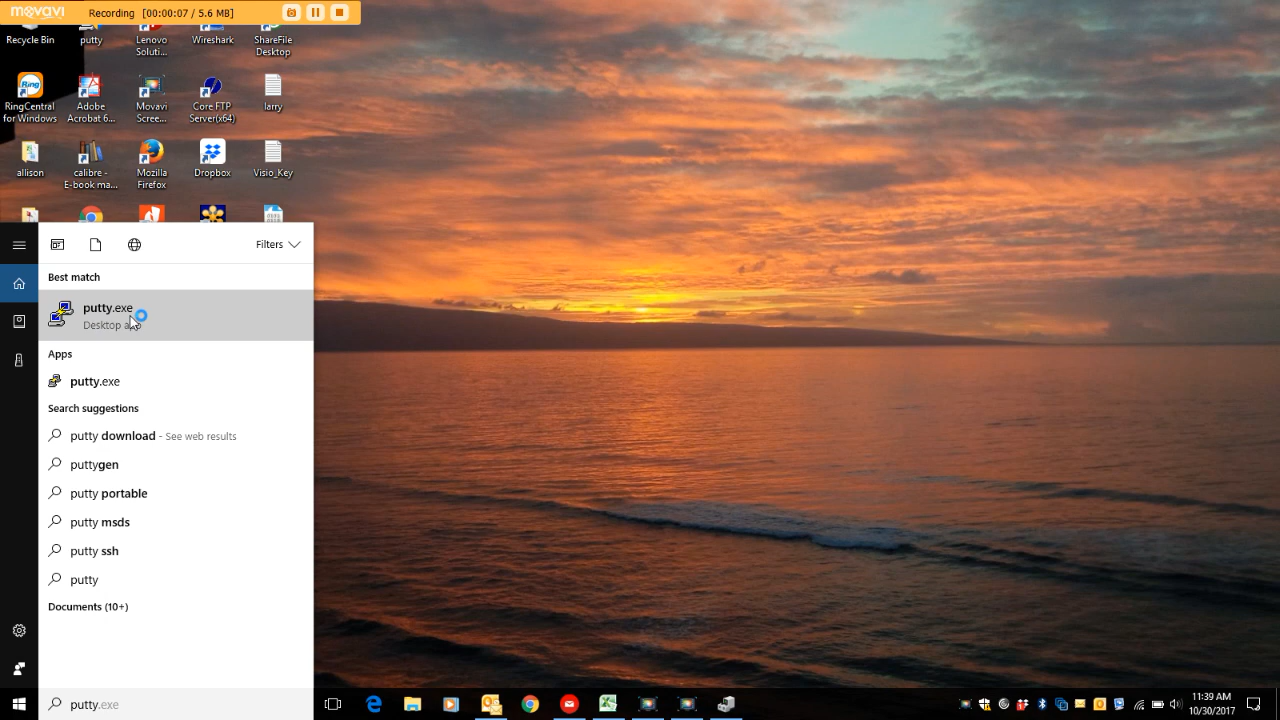 movavi Recording [00:00:07 / 5.6 MB]
Recycle Bin
putty
Lenovo
Soluti...
Wireshark
ShareFile
Desktop
Ring
RingCentral
for Windows
Adobe
Acrobat 6...
Movavi
Scree...
Core FTP
Server(x64)
larry
allison
calibre -
E-book ma...
Mozilla
Firefox
Dropbox
Visio_Key
Filters
Best match
putty.exe
Desktop
Apps
putty.exe
Search suggestions
putty download - See web results
puttygen
putty portable
putty msds
putty ssh
putty
Documents (10+)
putty.exe
11:39 AM
10/30/2017